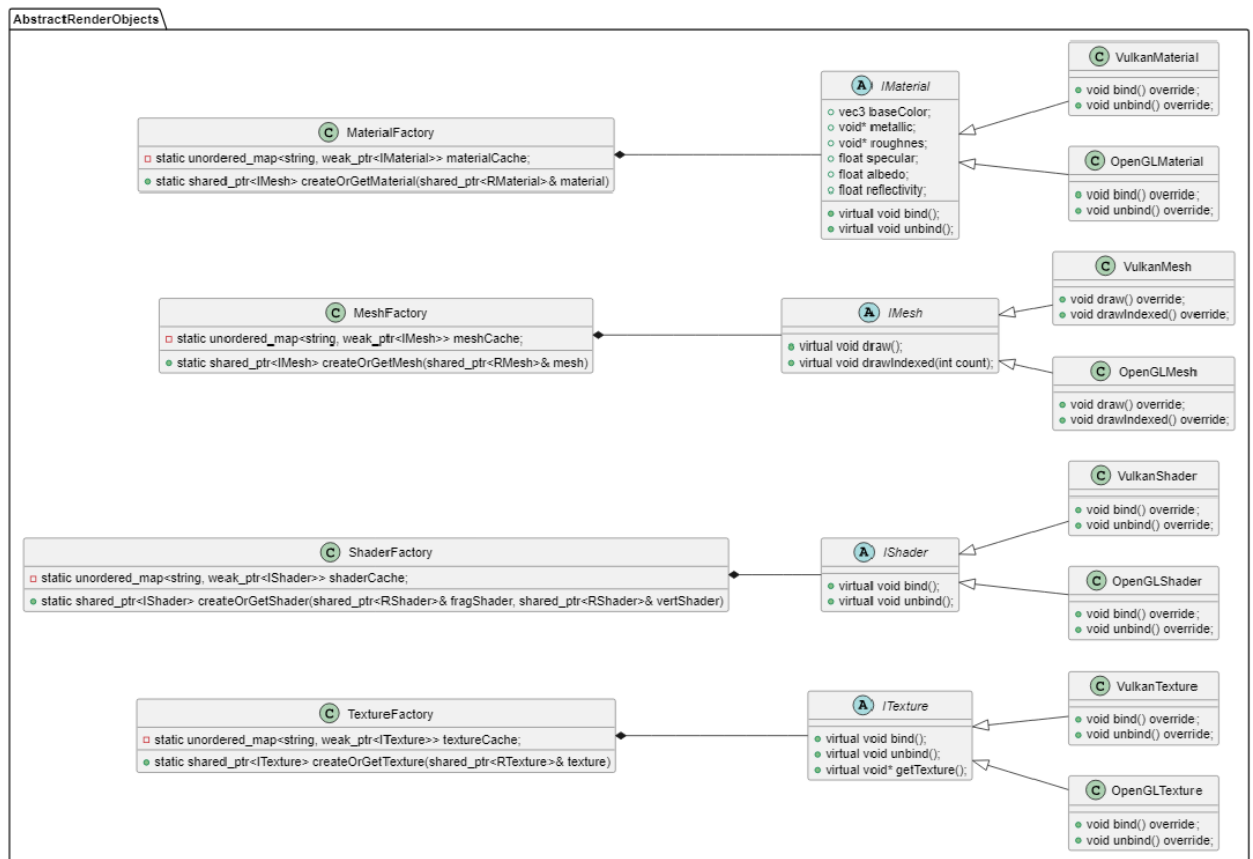 AbstractRenderObjects
C VulkanMaterial
void bind() override;
void unbind() override;
A IMaterial
vec3 baseColor;
void* metallic;
void* roughnes;
float specular;
float albedo;
float reflectivity;
virtual void bind();
virtual void unbind();
C MaterialFactory
static unordered_map<string, weak_ptr<IMaterial>> materialCache;
static shared_ptr<IMesh> createOrGetMaterial(shared_ptr<RMaterial>& material)
C OpenGLMaterial
void bind() override;
void unbind() override;
C VulkanMesh
void draw() override;
void drawIndexed() override;
C MeshFactory
static unordered_map<string, weak_ptr<IMesh>> meshCache;
static shared_ptr<IMesh> createOrGetMesh(shared_ptr<RMesh>& mesh)
A IMesh
virtual void draw();
virtual void drawIndexed(int count);
C OpenGLMesh
void draw() override;
void drawIndexed() override;
C VulkanShader
void bind() override;
void unbind() override;
C ShaderFactory
static unordered_map<string, weak_ptr<IShader>> shaderCache;
static shared_ptr<IShader> createOrGetShader(shared_ptr<RShader>& fragShader, shared_ptr<RShader>& vertShader)
A IShader
virtual void bind();
virtual void unbind();
C OpenGLShader
void bind() override;
void unbind() override;
C VulkanTexture
void bind() override;
void unbind() override;
C TextureFactory
static unordered_map<string, weak_ptr<ITexture>> textureCache;
static shared_ptr<ITexture> createOrGetTexture(shared_ptr<RTexture>& texture)
A ITexture
virtual void bind();
virtual void unbind();
virtual void* getTexture();
C OpenGLTexture
void bind() override;
void unbind() override;